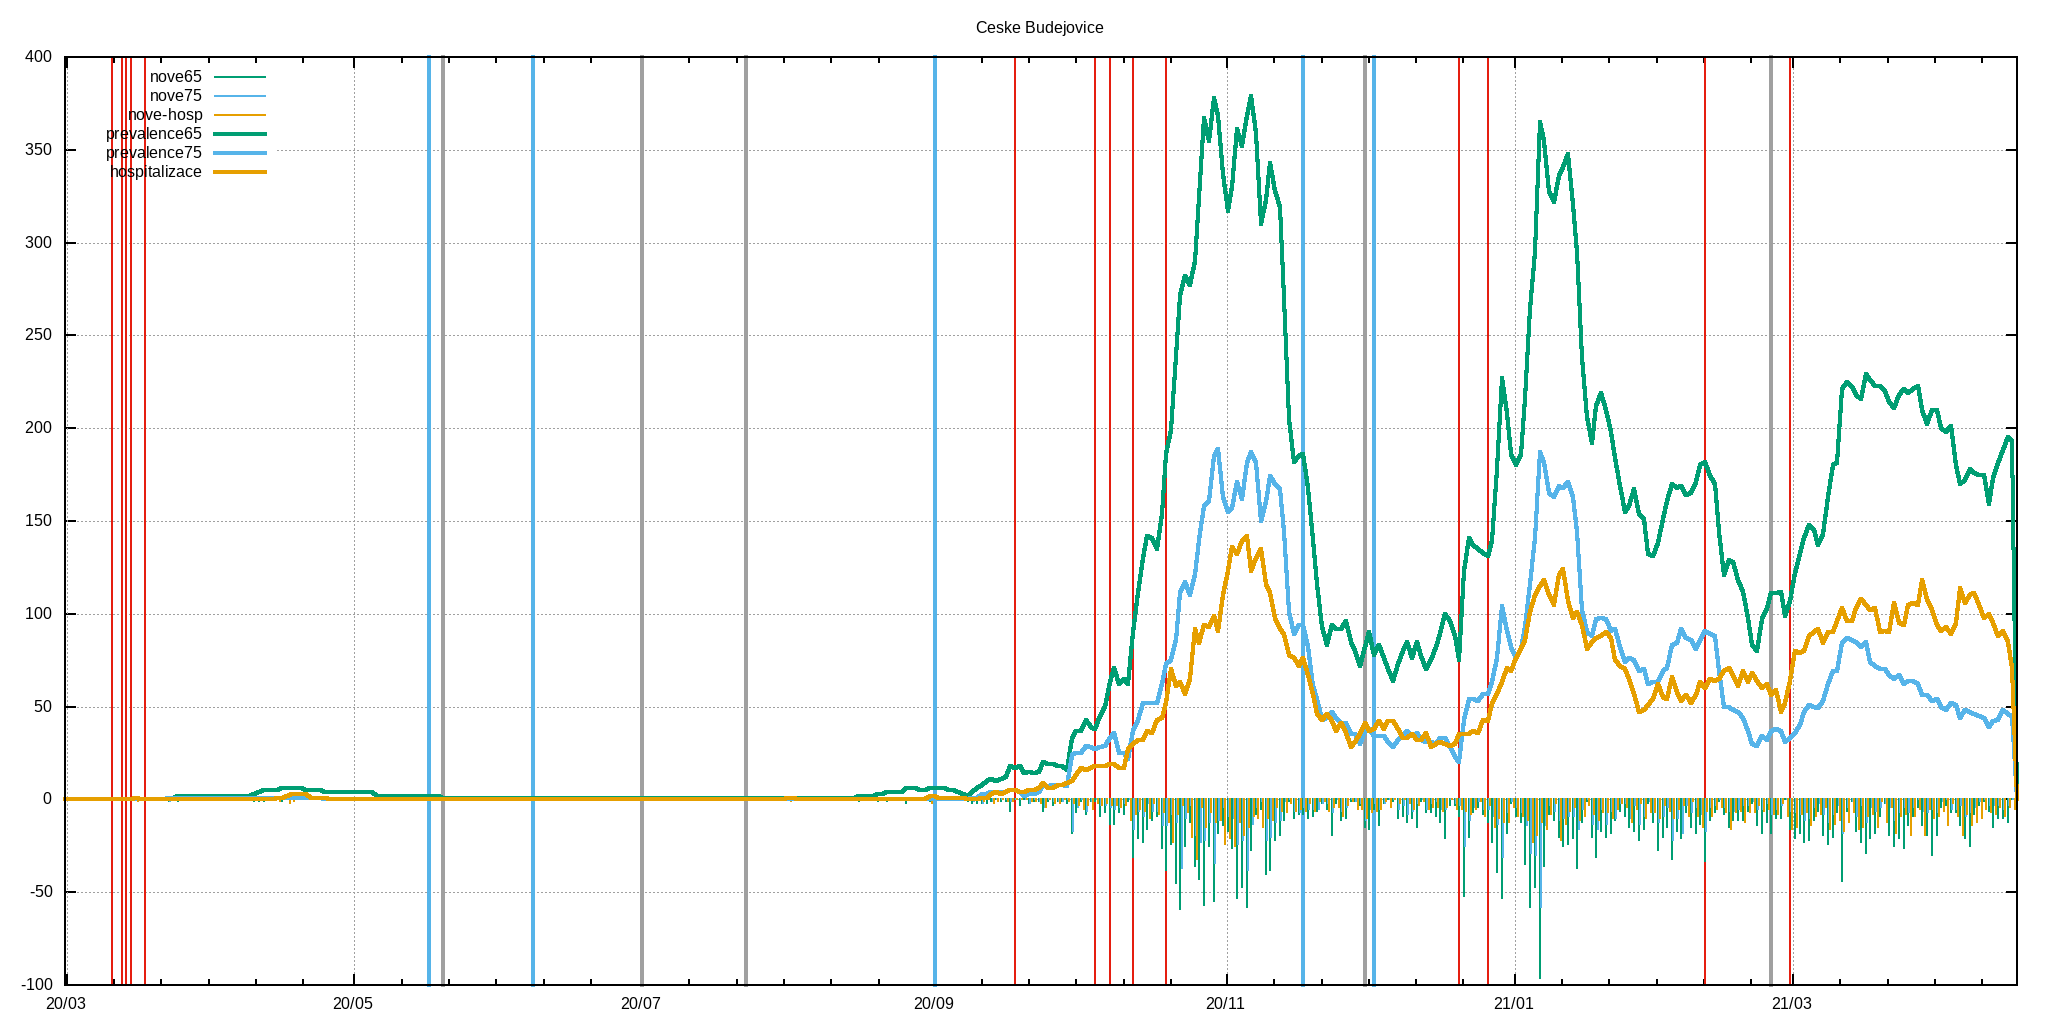 Ceske Budejovice
400
350
300
250
200
150
100
50
0
-50
-100
nove65
nove75
nove-hosp
prevalence65
prevalence75
hospitalizace
20/03 20/05 20/07 20/09 20/11 21/01 21/03